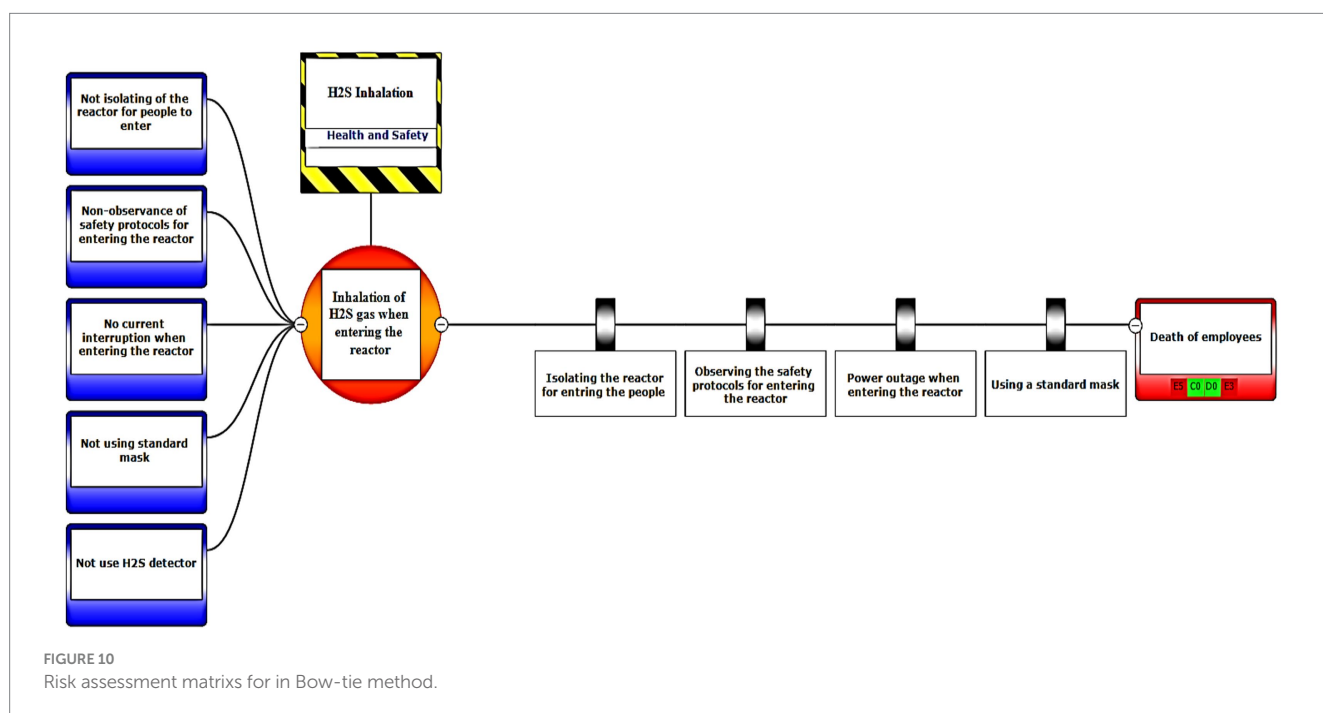 Not isolating of the
reactor for people to
enter
Non-observance of
safety protocols for
entering the reactor
No current
interruption when
entering the reactor
Not using standard
mask
Not use H2S detector
H2S Inhalation
Health and Safety
Inhalation of
H2S gas when
entering the
reactor
Isolating the reactor
for entring the people
Observing the safety
protocols for entering
the reactor
Power outage when
entering the reactor
Using a standard mask
Death of employees
E5 C0 D0 E3
FIGURE 10
Risk assessment matrixs for in Bow-tie method.